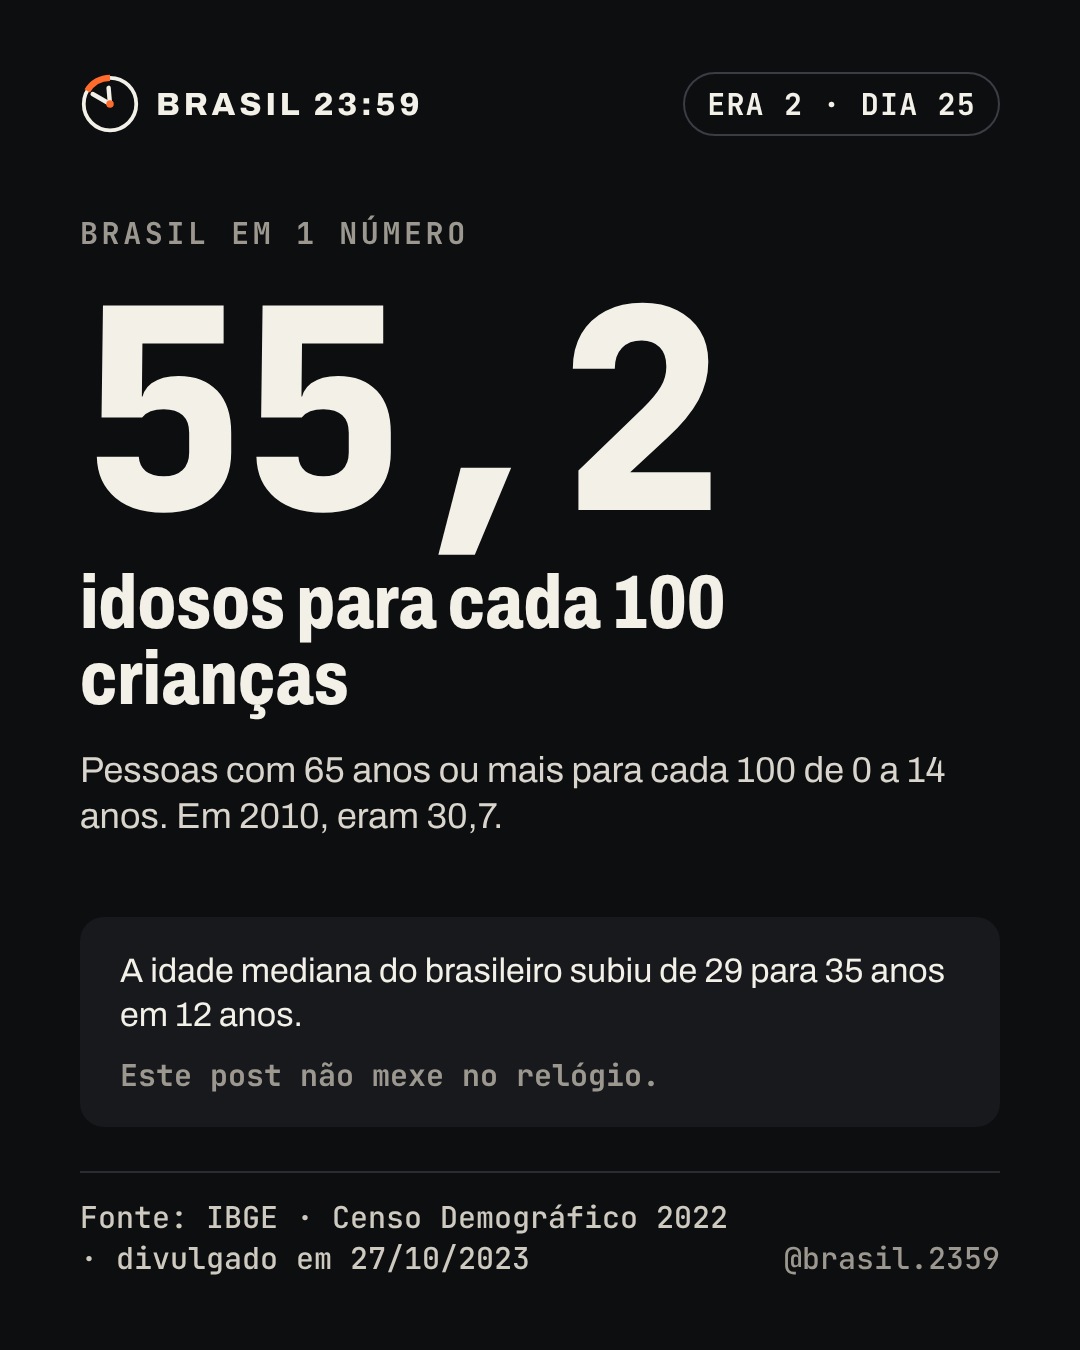 BRASIL 23:59
ERA 2 · DIA 25
BRASIL EM 1 NÚMERO
55,2
idosos para cada 100
crianças
Pessoas com 65 anos ou mais para cada 100 de 0 a 14
anos. Em 2010, eram 30,7.
A idade mediana do brasileiro subiu de 29 para 35 anos
em 12 anos.
Este post não mexe no relógio.
Fonte: IBGE · Censo Demográfico 2022
· divulgado em 27/10/2023
@brasil.2359